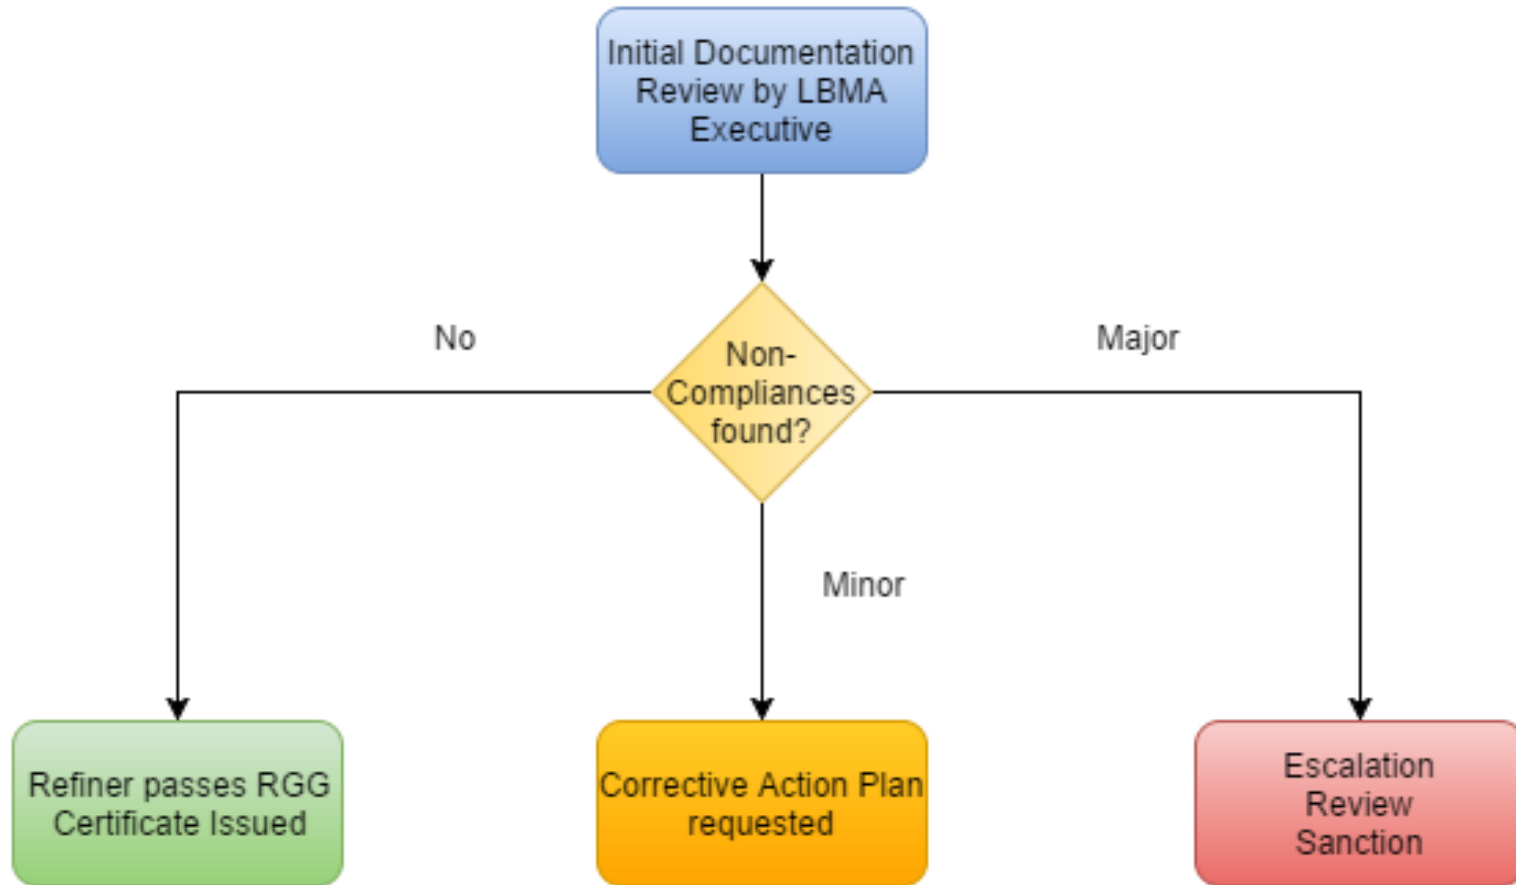 Initial Documentation
Review by LBMA
Executive
No
Major
Non-
Compliances
found?
Minor
Refiner passes RGG
Certificate Issued
Corrective Action Plan
requested
Escalation
Review
Sanction